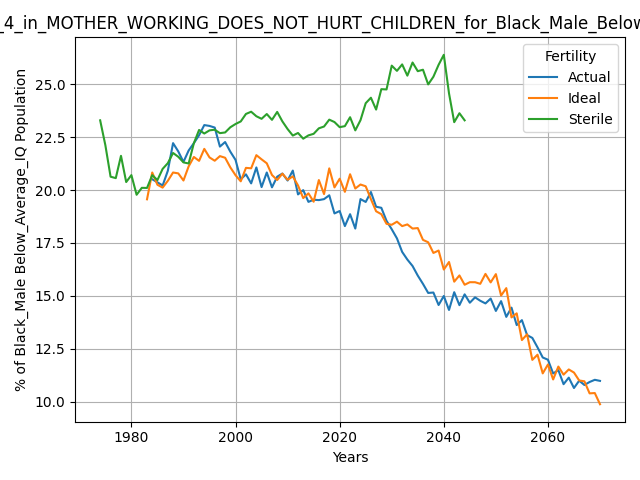 _4_in_MOTHER_WORKING_DOES_NOT_HURT_CHILDREN_for_Black_Male_Below
% of Black_Male Below_Average_IQ Population
25.0
22.5
20.0
17.5
15.0
12.5
10.0
Fertility
Actual
Ideal
Sterile
1980
2000
2020
2040
2060
Years